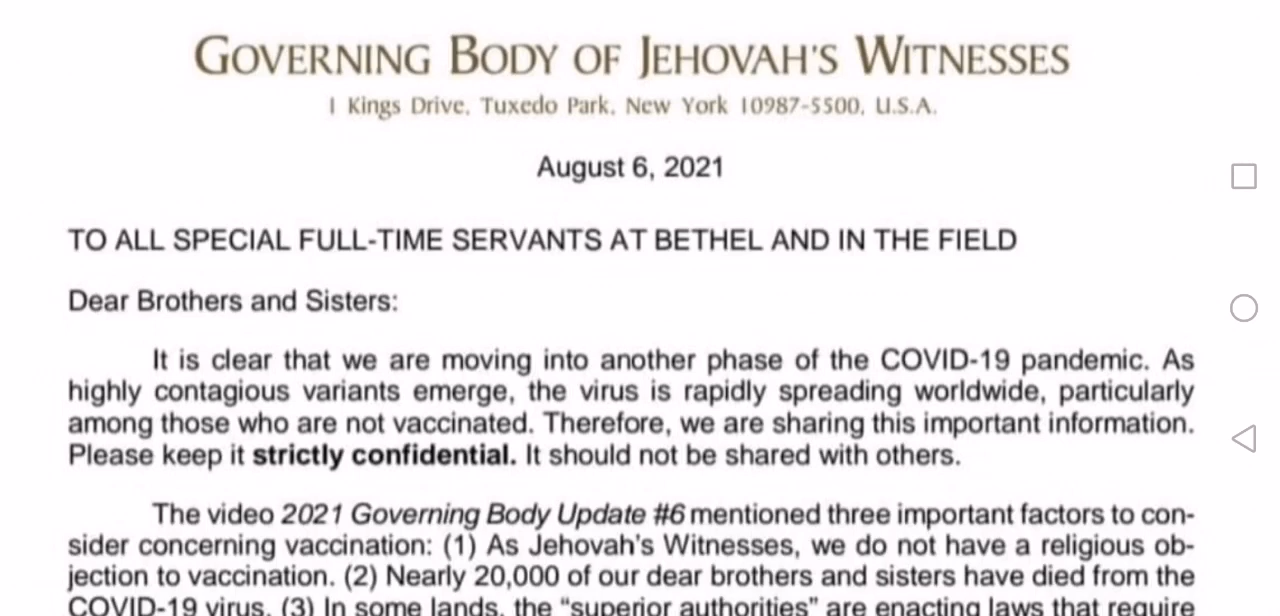 GOVERNING BODY OF JEHOVAH'S WITNESSES
1 Kings Drive, Tuxedo Park, New York 10987-5500, U.S.A.
August 6, 2021
TO ALL SPECIAL FULL-TIME SERVANTS AT BETHEL AND IN THE FIELD
Dear Brothers and Sisters:
It is clear that we are moving into another phase of the COVID-19 pandemic. As
highly contagious variants emerge, the virus is rapidly spreading worldwide, particularly
among those who are not vaccinated. Therefore, we are sharing this important information.
Please keep it strictly confidential. It should not be shared with others.
The video 2021 Governing Body Update #6 mentioned three important factors to con-
sider concerning vaccination: (1) As Jehovah's Witnesses, we do not have a religious ob-
jection to vaccination. (2) Nearly 20,000 of our dear brothers and sisters have died from the
COVID-19 virus. (3) In some lands, the “superior authorities” are enacting laws that require